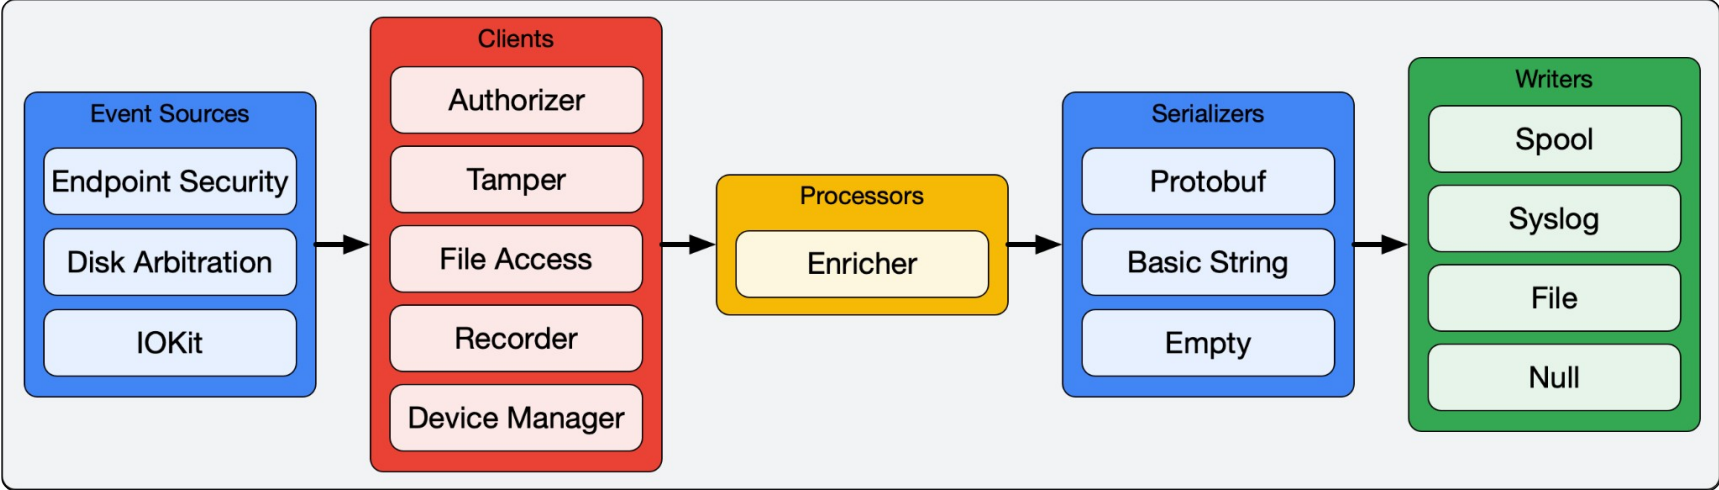 Event Sources
Endpoint Security
Disk Arbitration
IOKit
Clients
Authorizer
Tamper
File Access
Recorder
Device Manager
Processors
Enricher
Serializers
Protobuf
Basic String
Empty
Writers
Spool
Syslog
File
Null